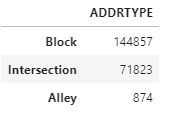 ADDRTYPE
Block 144857
Intersection 71823
Alley 874